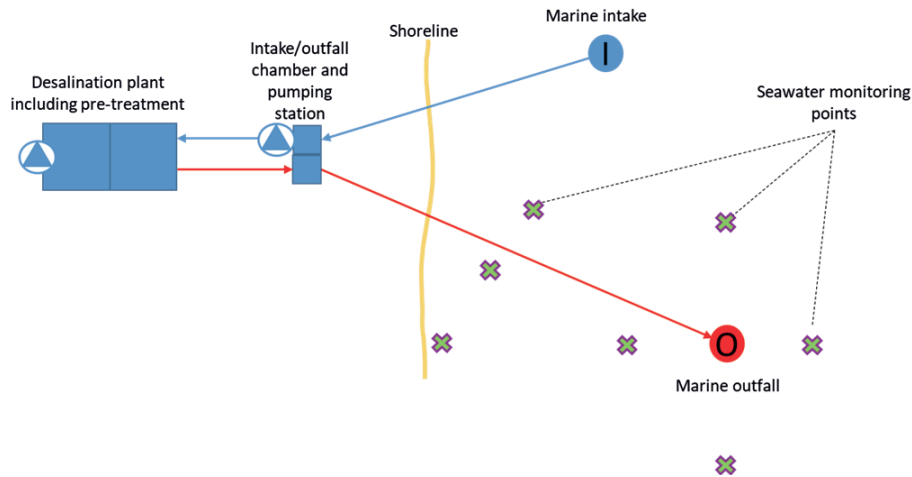 Marine intake
I
Shoreline
Intake/outfall
chamber and
pumping
station
Desalination plant
including pre-treatment
Seawater monitoring
points
O
Marine outfall